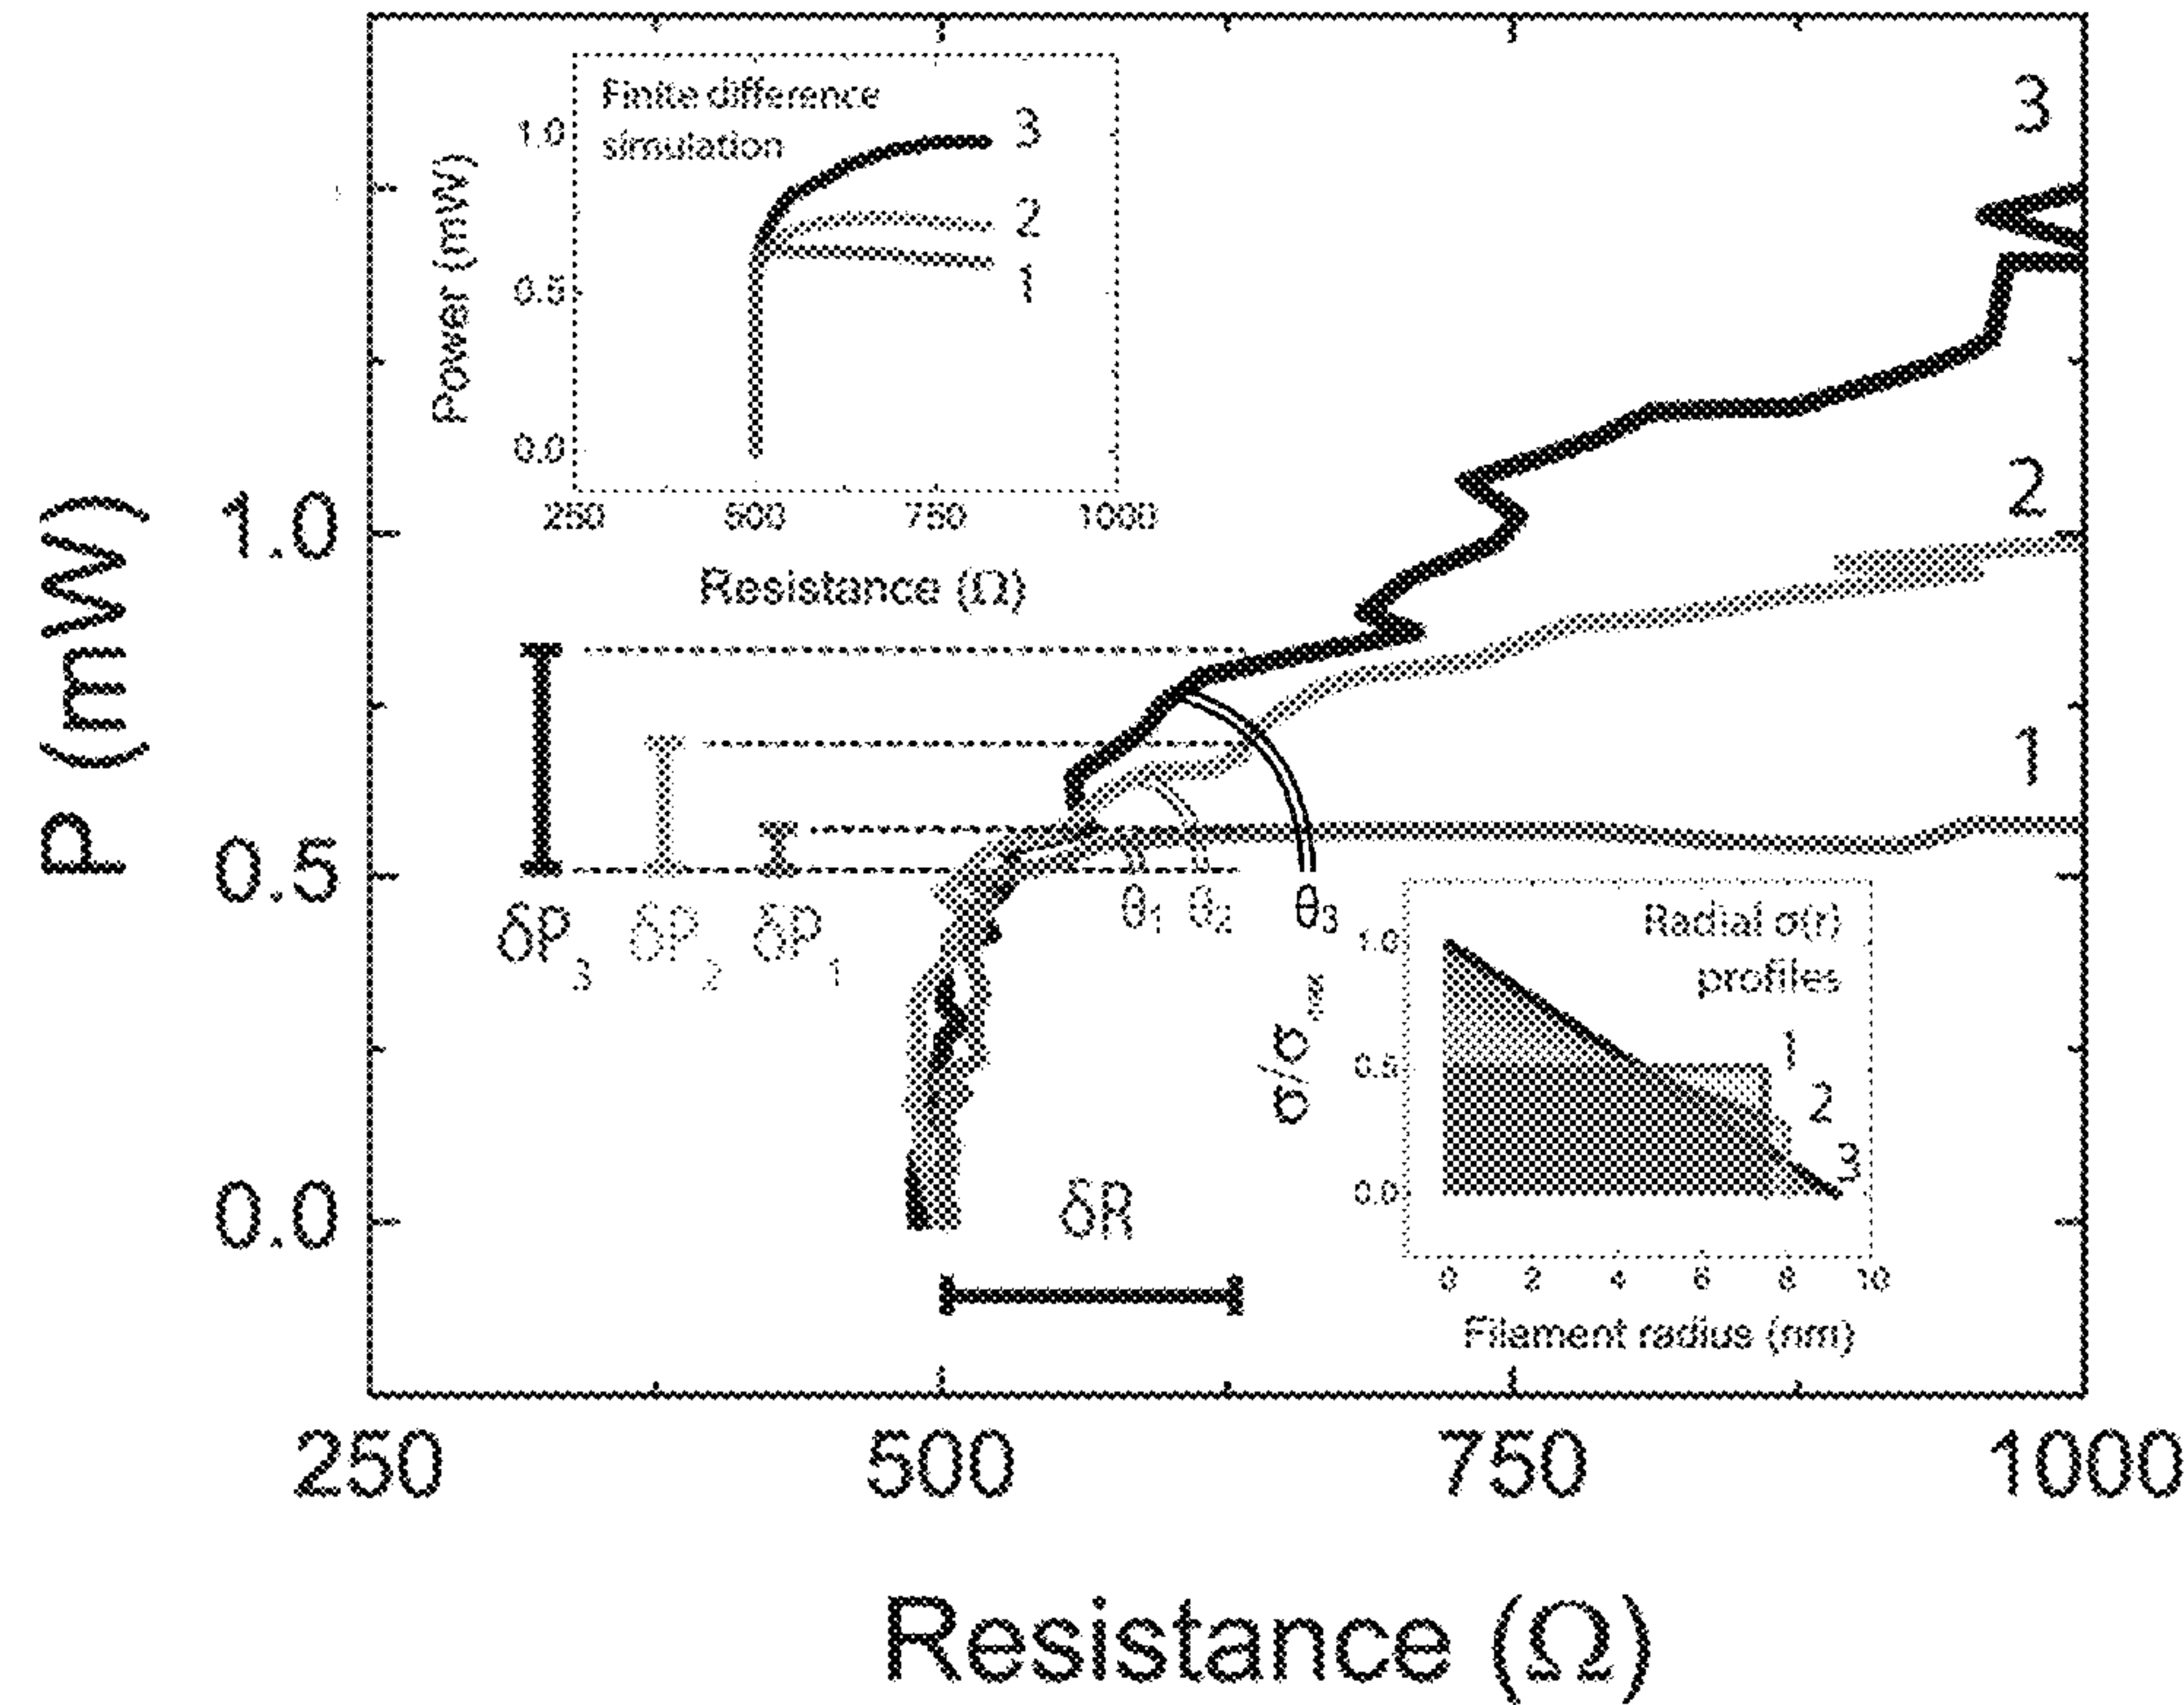 Finite difference
simulation
Power (mW)
1.0
0.5
0.0
3
2
1
250 500 750 1000
Resistance (Ω)
3
2
1
P (mW)
1.0
0.5
0.0
δP3 δP2 δP1
θ1 θ2 θ3
δR
Radial σ(r)
profiles
1.0
0.5
0.0
1
2
3
0 2 4 6 8 10
Filament radius (nm)
250 500 750 1000
Resistance (Ω)